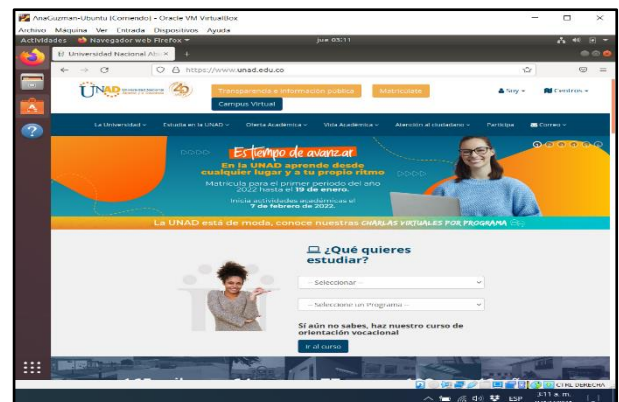 AnaGuzman-Ubuntu [Corriendo] - Oracle VM VirtualBox
Archivo Máquina Ver Entrada Dispositivos Ayuda
Actividades Navegador web Firefox jue 03:11
Universidad Nacional Abi
https://www.unad.edu.co
UNAD Transparencia e información pública Matricúlate Soy Centros
Campus Virtual
La Universidad Estudia en la UNAD Oferta Académica Vida Académica Atención al ciudadano Participa Correo
Es tiempo de avanzar
En la UNAD aprende desde
cualquier lugar y a tu propio ritmo
Matricula para el primer periodo del año
2022 hasta el 19 de enero.
Inicia actividades académicas el
7 de febrero de 2022.
La UNAD está de moda, conoce nuestras CHARLAS VIRTUALES POR PROGRAMA
¿Qué quieres
estudiar?
-- Seleccionar --
-- Seleccione un Programa --
Sí aún no sabes, haz nuestro curso de
orientación vocacional
Ir al curso
CTRL DERECHA
ESP 3:11 a. m.